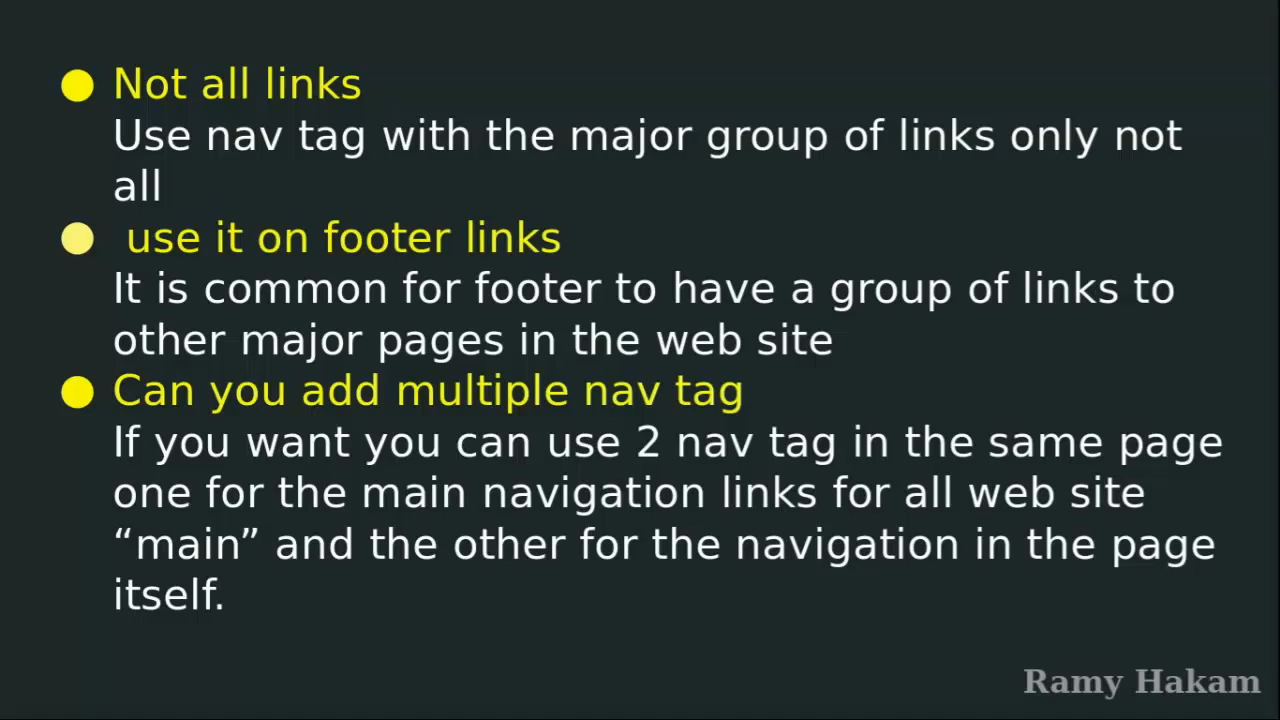 ● Not all links
Use nav tag with the major group of links only not
all
● use it on footer links
It is common for footer to have a group of links to
other major pages in the web site
● Can you add multiple nav tag
If you want you can use 2 nav tag in the same page
one for the main navigation links for all web site
“main” and the other for the navigation in the page
itself.
Ramy Hakam